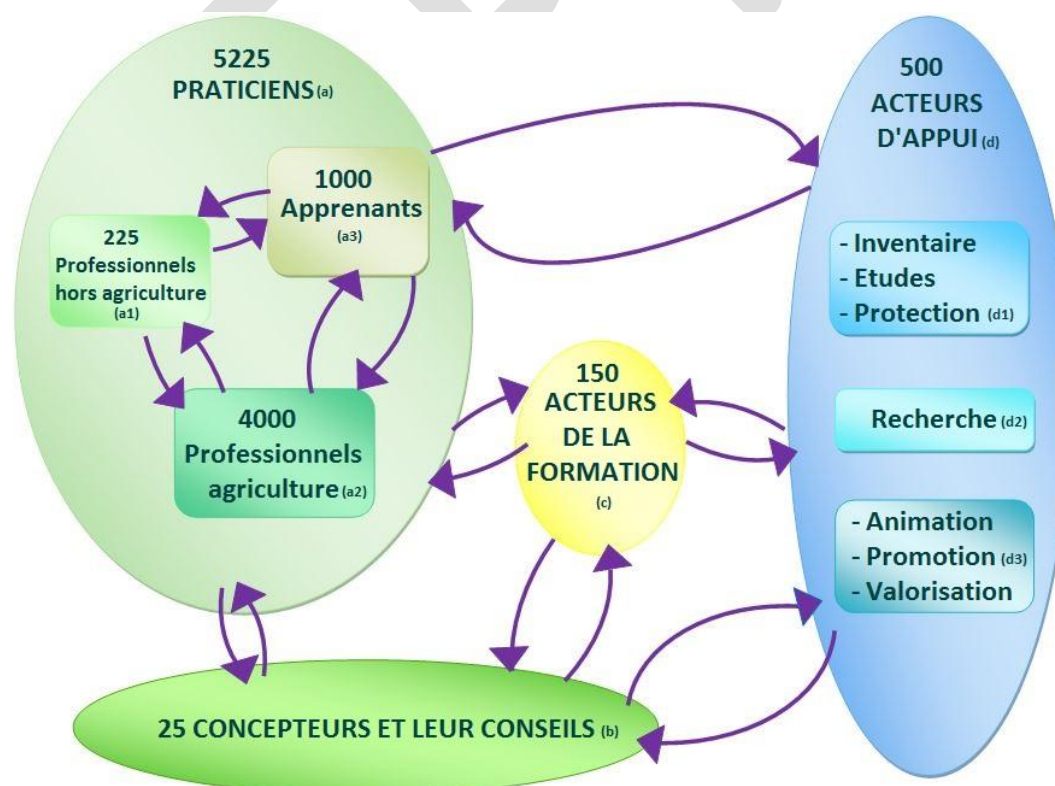 5225
PRATICIENS (a)
1000
Apprenants
(a3)
225
Professionnels
hors agriculture
(a1)
4000
Professionnels
agriculture (a2)
150
ACTEURS
DE LA
FORMATION
(c)
500
ACTEURS
D'APPUI (d)
- Inventaire
- Etudes
- Protection (d1)
Recherche (d2)
- Animation
- Promotion (d3)
- Valorisation
25 CONCEPTEURS ET LEUR CONSEILS (b)